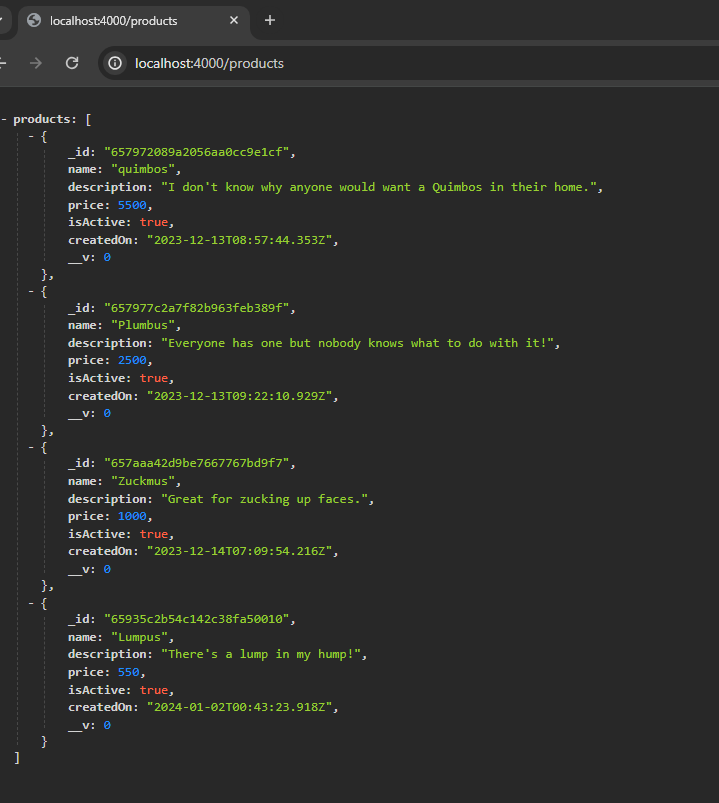 localhost:4000/products
localhost:4000/products
- products: [
- {
_id: "657972089a2056aa0cc9e1cf",
name: "quimbos",
description: "I don't know why anyone would want a Quimbos in their home.",
price: 5500,
isActive: true,
createdOn: "2023-12-13T08:57:44.353Z",
__v: 0
},
- {
_id: "657977c2a7f82b963feb389f",
name: "Plumbus",
description: "Everyone has one but nobody knows what to do with it!",
price: 2500,
isActive: true,
createdOn: "2023-12-13T09:22:10.929Z",
__v: 0
},
- {
_id: "657aaa42d9be7667767bd9f7",
name: "Zuckmus",
description: "Great for zucking up faces.",
price: 1000,
isActive: true,
createdOn: "2023-12-14T07:09:54.216Z",
__v: 0
},
- {
_id: "65935c2b54c142c38fa50010",
name: "Lumpus",
description: "There's a lump in my hump!",
price: 550,
isActive: true,
createdOn: "2024-01-02T00:43:23.918Z",
__v: 0
}
]